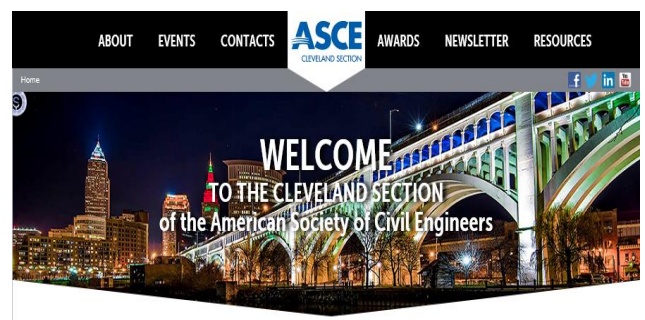 ABOUT EVENTS CONTACTS ASCE AWARDS NEWSLETTER RESOURCES
CLEVELAND SECTION
Home
WELCOME
TO THE CLEVELAND SECTION
of the American Society of Civil Engineers